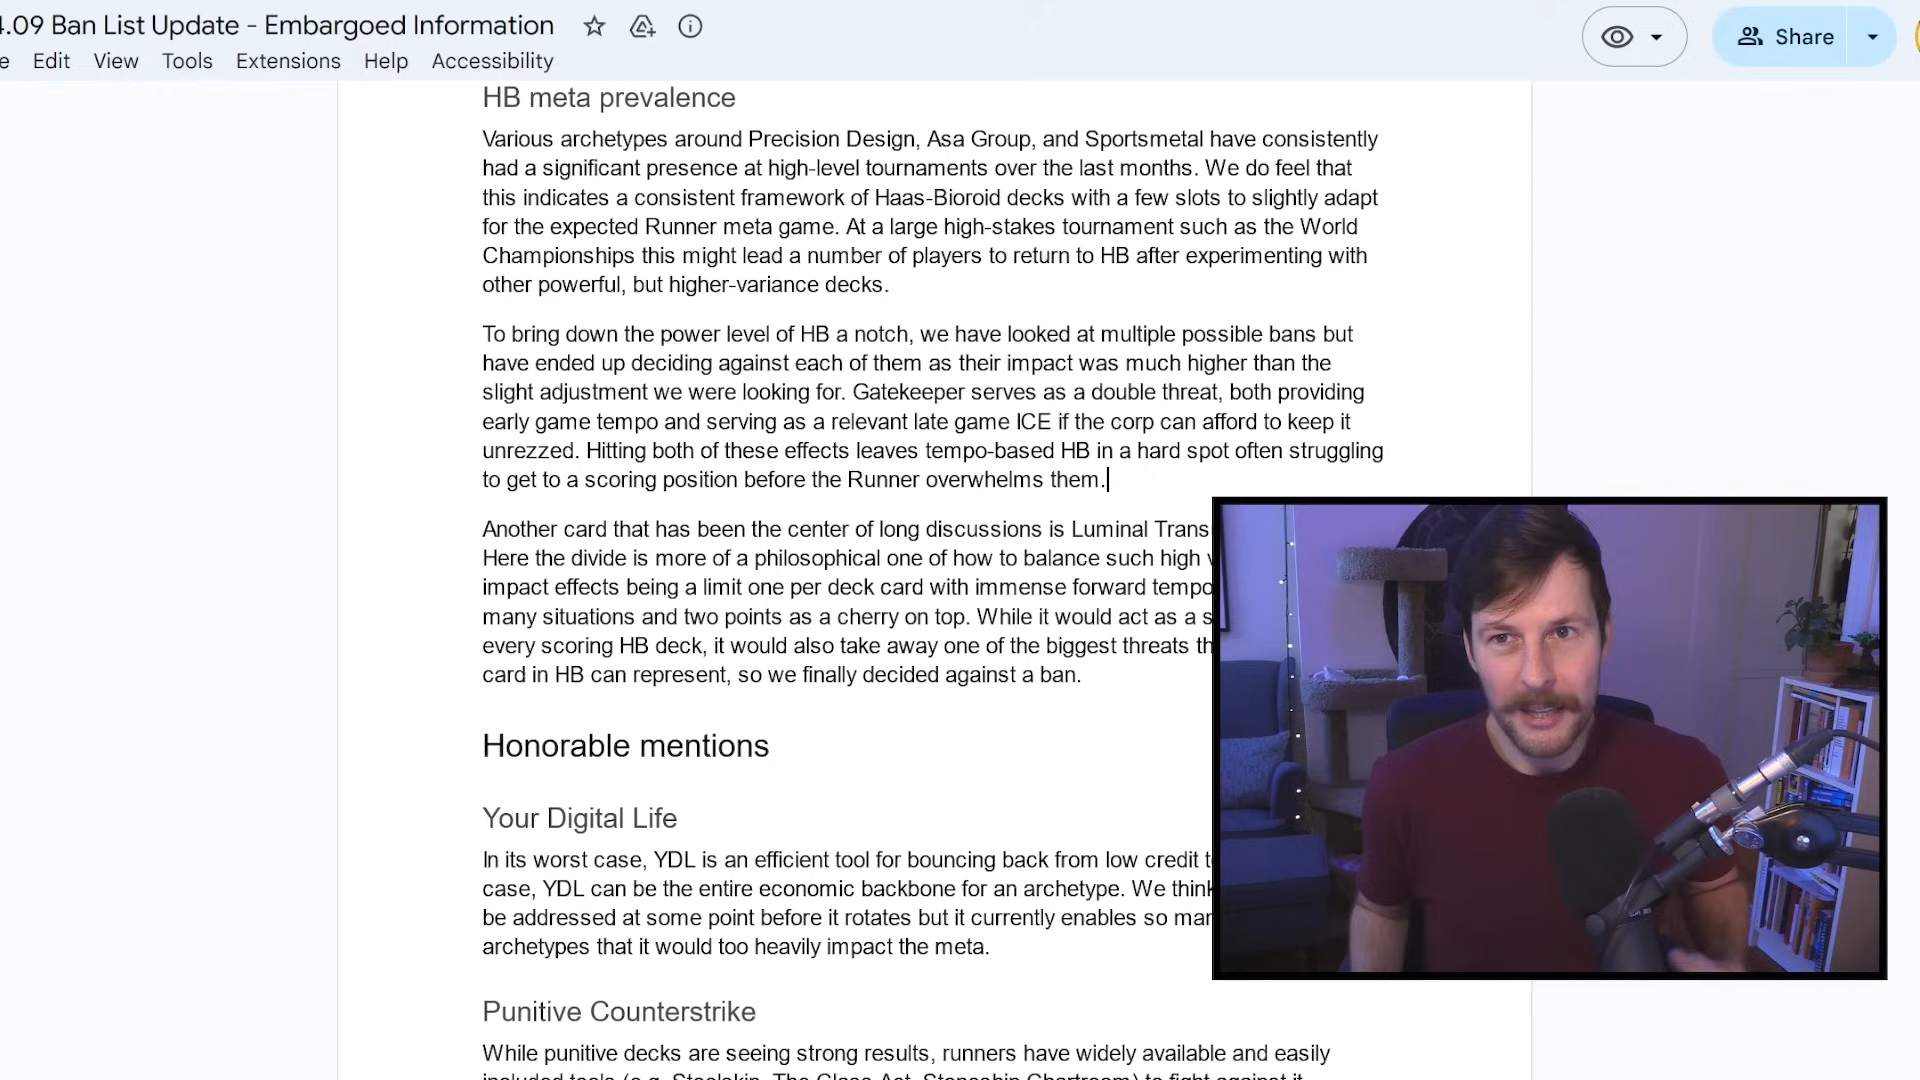 4.09 Ban List Update - Embargoed Information
Share
Edit View Tools Extensions Help Accessibility
HB meta prevalence
Various archetypes around Precision Design, Asa Group, and Sportsmetal have consistently
had a significant presence at high-level tournaments over the last months. We do feel that
this indicates a consistent framework of Haas-Bioroid decks with a few slots to slightly adapt
for the expected Runner meta game. At a large high-stakes tournament such as the World
Championships this might lead a number of players to return to HB after experimenting with
other powerful, but higher-variance decks.
To bring down the power level of HB a notch, we have looked at multiple possible bans but
have ended up deciding against each of them as their impact was much higher than the
slight adjustment we were looking for. Gatekeeper serves as a double threat, both providing
early game tempo and serving as a relevant late game ICE if the corp can afford to keep it
unrezzed. Hitting both of these effects leaves tempo-based HB in a hard spot often struggling
to get to a scoring position before the Runner overwhelms them.
Another card that has been the center of long discussions is Luminal Trans
Here the divide is more of a philosophical one of how to balance such high
impact effects being a limit one per deck card with immense forward tempo
many situations and two points as a cherry on top. While it would act as a s
every scoring HB deck, it would also take away one of the biggest threats th
card in HB can represent, so we finally decided against a ban.
Honorable mentions
Your Digital Life
In its worst case, YDL is an efficient tool for bouncing back from low credit t
case, YDL can be the entire economic backbone for an archetype. We think
be addressed at some point before it rotates but it currently enables so mar
archetypes that it would too heavily impact the meta.
Punitive Counterstrike
While punitive decks are seeing strong results, runners have widely available and easily
included tools (e.g. Steelskin, The Glass Act, Stoneship Chartroom) to fight against it